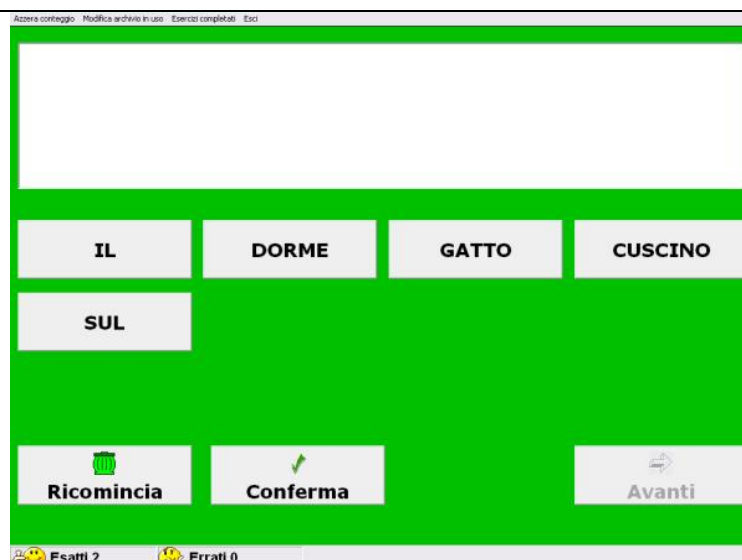 Azzera conteggio Modifica archivio in uso Esercizi completati Esci
IL DORME GATTO CUSCINO
SUL
Ricomincia Conferma Avanti
Esatti 2 Errati 0